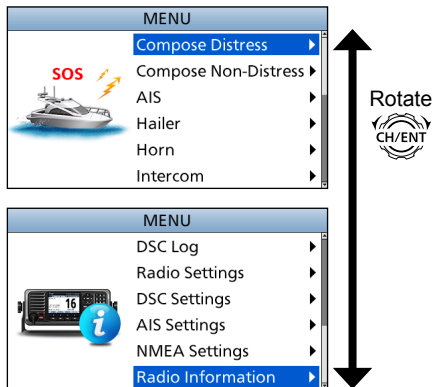 MENU
Compose Distress
SOS
Compose Non-Distress
AIS
Hailer
Horn
Intercom
Rotate
CH/ENT
MENU
DSC Log
Radio Settings
DSC Settings
16
AIS Settings
NMEA Settings
Radio Information